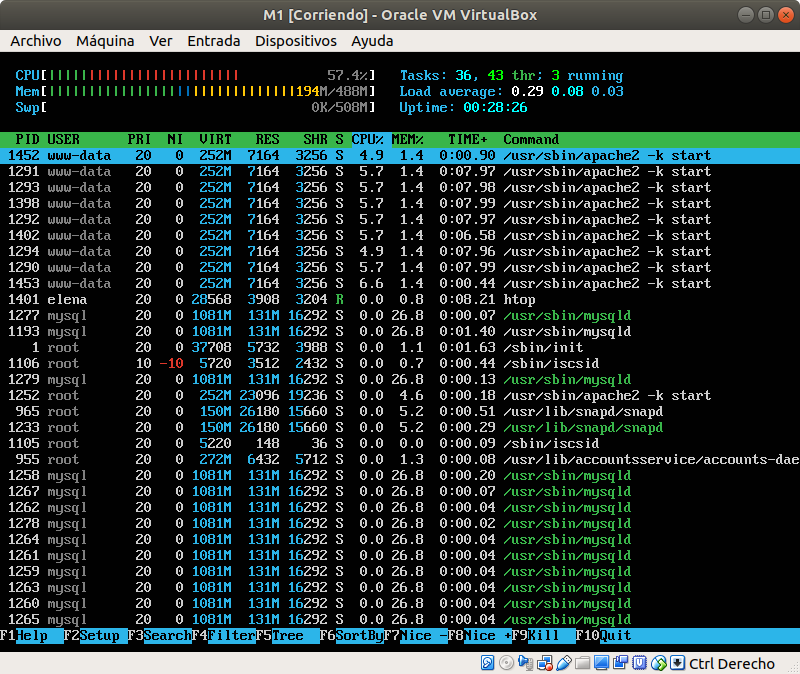 M1 [Corriendo] - Oracle VM VirtualBox
Archivo Máquina Ver Entrada Dispositivos Ayuda
CPU[|||||||||||||||||||||||| 57.4%] Tasks: 36, 43 thr; 3 running
Mem[|||||||||||||||||||||||||||||||194M/488M] Load average: 0.29 0.08 0.03
Swp[ 0K/508M] Uptime: 00:28:26
PID USER PRI NI VIRT RES SHR S CPU% MEM% TIME+ Command
1452 www-data 20 0 252M 7164 3256 S 4.9 1.4 0:00.90 /usr/sbin/apache2 -k start
1291 www-data 20 0 252M 7164 3256 S 5.7 1.4 0:07.97 /usr/sbin/apache2 -k start
1293 www-data 20 0 252M 7164 3256 S 5.7 1.4 0:07.98 /usr/sbin/apache2 -k start
1398 www-data 20 0 252M 7164 3256 S 5.7 1.4 0:07.99 /usr/sbin/apache2 -k start
1292 www-data 20 0 252M 7164 3256 S 5.7 1.4 0:07.97 /usr/sbin/apache2 -k start
1402 www-data 20 0 252M 7164 3256 S 5.7 1.4 0:06.58 /usr/sbin/apache2 -k start
1294 www-data 20 0 252M 7164 3256 S 4.9 1.4 0:07.96 /usr/sbin/apache2 -k start
1290 www-data 20 0 252M 7164 3256 S 5.7 1.4 0:07.99 /usr/sbin/apache2 -k start
1453 www-data 20 0 252M 7164 3256 S 6.6 1.4 0:00.44 /usr/sbin/apache2 -k start
1401 elena 20 0 28568 3908 3204 R 0.0 0.8 0:08.21 htop
1277 mysql 20 0 1081M 131M 16292 S 0.0 26.8 0:00.07 /usr/sbin/mysqld
1193 mysql 20 0 1081M 131M 16292 S 0.0 26.8 0:01.40 /usr/sbin/mysqld
1 root 20 0 37708 5732 3988 S 0.0 1.1 0:01.63 /sbin/init
1106 root 10 -10 5720 3512 2432 S 0.0 0.7 0:00.44 /sbin/iscsid
1279 mysql 20 0 1081M 131M 16292 S 0.0 26.8 0:00.13 /usr/sbin/mysqld
1252 root 20 0 252M 23096 19236 S 0.0 4.6 0:00.18 /usr/sbin/apache2 -k start
965 root 20 0 150M 26180 15660 S 0.0 5.2 0:00.51 /usr/lib/snapd/snapd
1233 root 20 0 150M 26180 15660 S 0.0 5.2 0:00.29 /usr/lib/snapd/snapd
1105 root 20 0 5220 148 36 S 0.0 0.0 0:00.09 /sbin/iscsid
955 root 20 0 272M 6432 5712 S 0.0 1.3 0:00.08 /usr/lib/accountsservice/accounts-dae
1258 mysql 20 0 1081M 131M 16292 S 0.0 26.8 0:00.20 /usr/sbin/mysqld
1267 mysql 20 0 1081M 131M 16292 S 0.0 26.8 0:00.07 /usr/sbin/mysqld
1262 mysql 20 0 1081M 131M 16292 S 0.0 26.8 0:00.04 /usr/sbin/mysqld
1278 mysql 20 0 1081M 131M 16292 S 0.0 26.8 0:00.02 /usr/sbin/mysqld
1264 mysql 20 0 1081M 131M 16292 S 0.0 26.8 0:00.04 /usr/sbin/mysqld
1261 mysql 20 0 1081M 131M 16292 S 0.0 26.8 0:00.04 /usr/sbin/mysqld
1259 mysql 20 0 1081M 131M 16292 S 0.0 26.8 0:00.04 /usr/sbin/mysqld
1263 mysql 20 0 1081M 131M 16292 S 0.0 26.8 0:00.04 /usr/sbin/mysqld
1260 mysql 20 0 1081M 131M 16292 S 0.0 26.8 0:00.04 /usr/sbin/mysqld
1265 mysql 20 0 1081M 131M 16292 S 0.0 26.8 0:00.04 /usr/sbin/mysqld
F1Help F2Setup F3SearchF4FilterF5Tree F6SortByF7Nice -F8Nice +F9Kill F10Quit
Ctrl Derecho